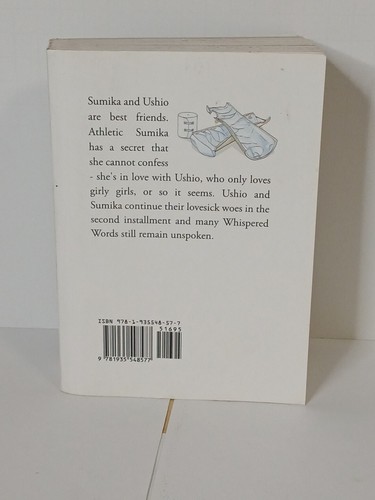 Sumika and Ushio
are best friends.
Athletic Sumika
has a secret that
she cannot confess
- she's in love with Ushio, who only loves
girly girls, or so it seems. Ushio and
Sumika continue their lovesick woes in the
second installment and many Whispered
Words still remain unspoken.
ISBN 978-1-935548-57-7
51695
9 781935 548577